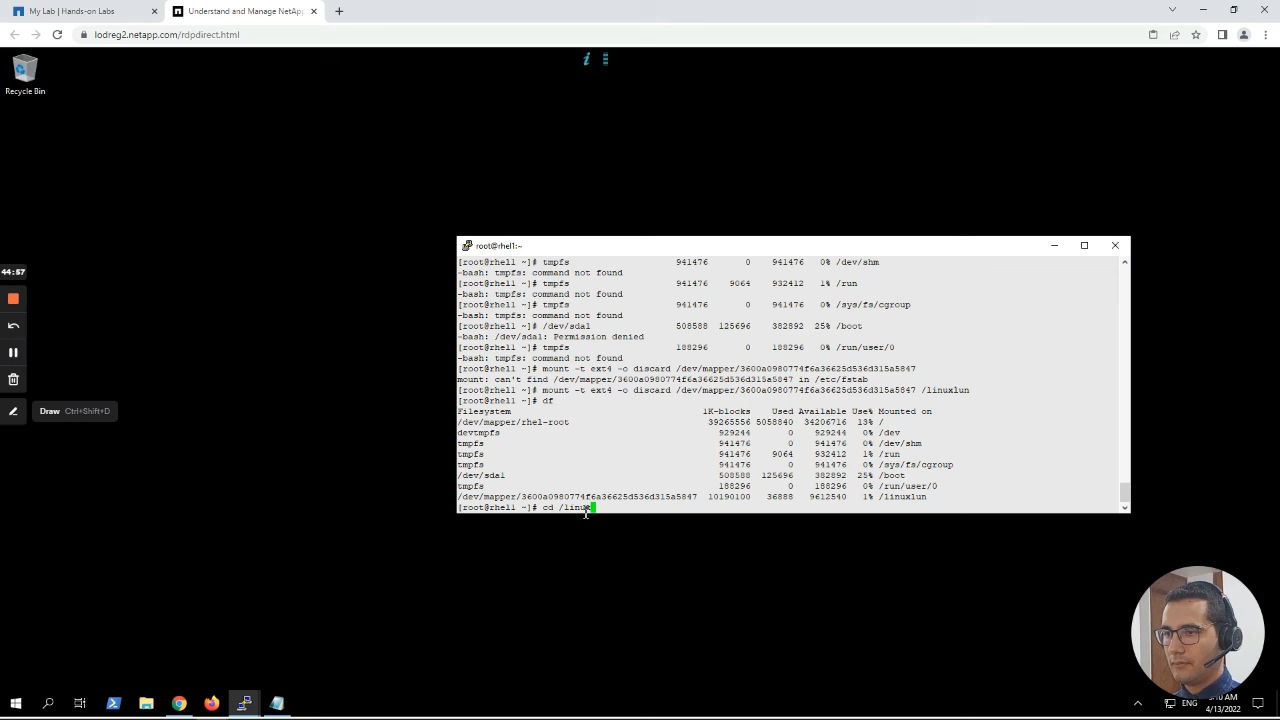 My Lab | Hands-on Labs
Understand and Manage NetApp
lodreg2.netapp.com/rdpdirect.html
Recycle Bin
44:57
Draw Ctrl+Shift+D
root@rhel1:~
[root@rhel1 ~]# tmpfs 941476 0 941476 0% /dev/shm
-bash: tmpfs: command not found
[root@rhel1 ~]# tmpfs 941476 9064 932412 1% /run
-bash: tmpfs: command not found
[root@rhel1 ~]# tmpfs 941476 0 941476 0% /sys/fs/cgroup
-bash: tmpfs: command not found
[root@rhel1 ~]# /dev/sda1 508588 125696 382892 25% /boot
-bash: /dev/sda1: Permission denied
[root@rhel1 ~]# tmpfs 188296 0 188296 0% /run/user/0
-bash: tmpfs: command not found
[root@rhel1 ~]# mount -t ext4 -o discard /dev/mapper/3600a0980774f6a36625d536d315a5847
mount: can't find /dev/mapper/3600a0980774f6a36625d536d315a5847 in /etc/fstab
[root@rhel1 ~]# mount -t ext4 -o discard /dev/mapper/3600a0980774f6a36625d536d315a5847 /linuxlun
[root@rhel1 ~]# df
Filesystem 1K-blocks Used Available Use% Mounted on
/dev/mapper/rhel-root 39265556 5058840 34206716 13% /
devtmpfs 929244 0 929244 0% /dev
tmpfs 941476 0 941476 0% /dev/shm
tmpfs 941476 9064 932412 1% /run
tmpfs 941476 0 941476 0% /sys/fs/cgroup
/dev/sda1 508588 125696 382892 25% /boot
tmpfs 188296 0 188296 0% /run/user/0
/dev/mapper/3600a0980774f6a36625d536d315a5847 10190100 36888 9612540 1% /linuxlun
[root@rhel1 ~]# cd /linux
ENG
4/13/2022